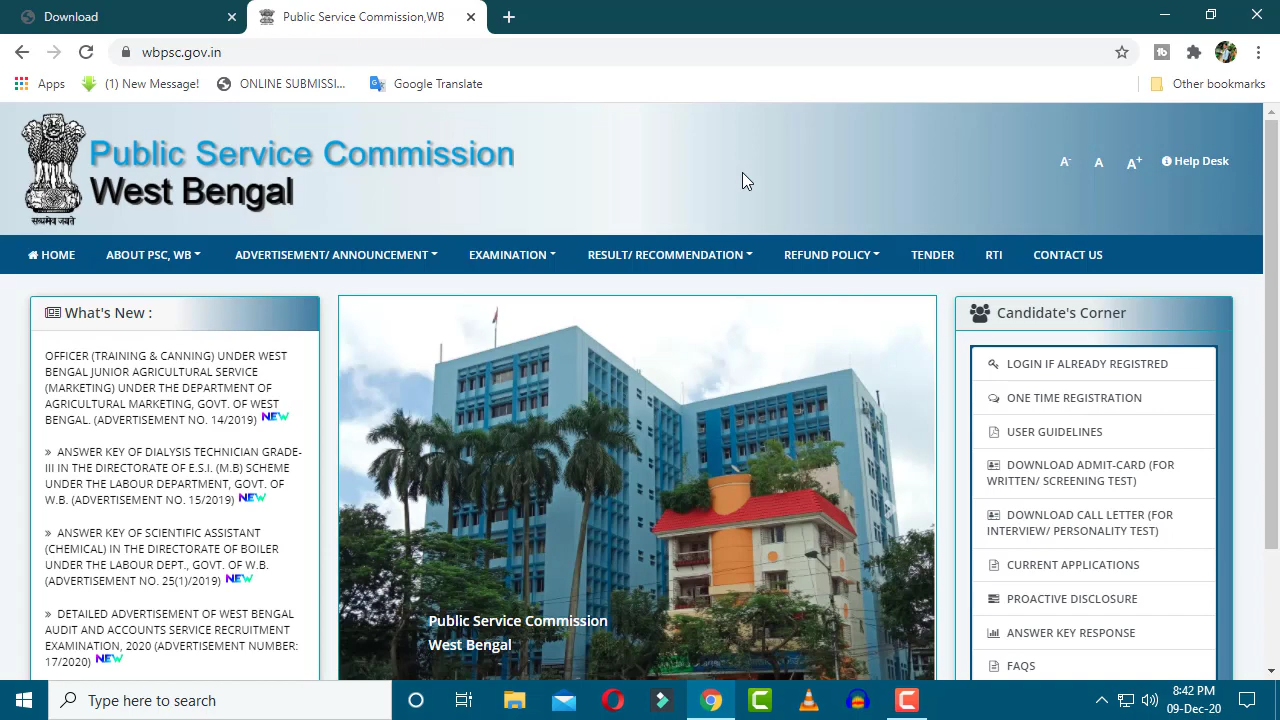 Download
Public Service Commission,WB
wbpsc.gov.in
Apps
(1) New Message!
ONLINE SUBMISSI...
Google Translate
Other bookmarks
Public Service Commission
West Bengal
सत्यमेव जयते
A-
A
A+
Help Desk
HOME
ABOUT PSC, WB
ADVERTISEMENT/ ANNOUNCEMENT
EXAMINATION
RESULT/ RECOMMENDATION
REFUND POLICY
TENDER
RTI
CONTACT US
What's New :
OFFICER (TRAINING & CANNING) UNDER WEST
BENGAL JUNIOR AGRICULTURAL SERVICE
(MARKETING) UNDER THE DEPARTMENT OF
AGRICULTURAL MARKETING, GOVT. OF WEST
BENGAL. (ADVERTISEMENT NO. 14/2019) NEW
» ANSWER KEY OF DIALYSIS TECHNICIAN GRADE-
III IN THE DIRECTORATE OF E.S.I. (M.B) SCHEME
UNDER THE LABOUR DEPARTMENT, GOVT. OF
W.B. (ADVERTISEMENT NO. 15/2019) NEW
» ANSWER KEY OF SCIENTIFIC ASSISTANT
(CHEMICAL) IN THE DIRECTORATE OF BOILER
UNDER THE LABOUR DEPT., GOVT. OF W.B.
(ADVERTISEMENT NO. 25(1)/2019) NEW
» DETAILED ADVERTISEMENT OF WEST BENGAL
AUDIT AND ACCOUNTS SERVICE RECRUITMENT
EXAMINATION, 2020 (ADVERTISEMENT NUMBER:
17/2020) NEW
Public Service Commission
West Bengal
Candidate's Corner
LOGIN IF ALREADY REGISTRED
ONE TIME REGISTRATION
USER GUIDELINES
DOWNLOAD ADMIT-CARD (FOR
WRITTEN/ SCREENING TEST)
DOWNLOAD CALL LETTER (FOR
INTERVIEW/ PERSONALITY TEST)
CURRENT APPLICATIONS
PROACTIVE DISCLOSURE
ANSWER KEY RESPONSE
FAQS
Type here to search
8:42 PM
09-Dec-20